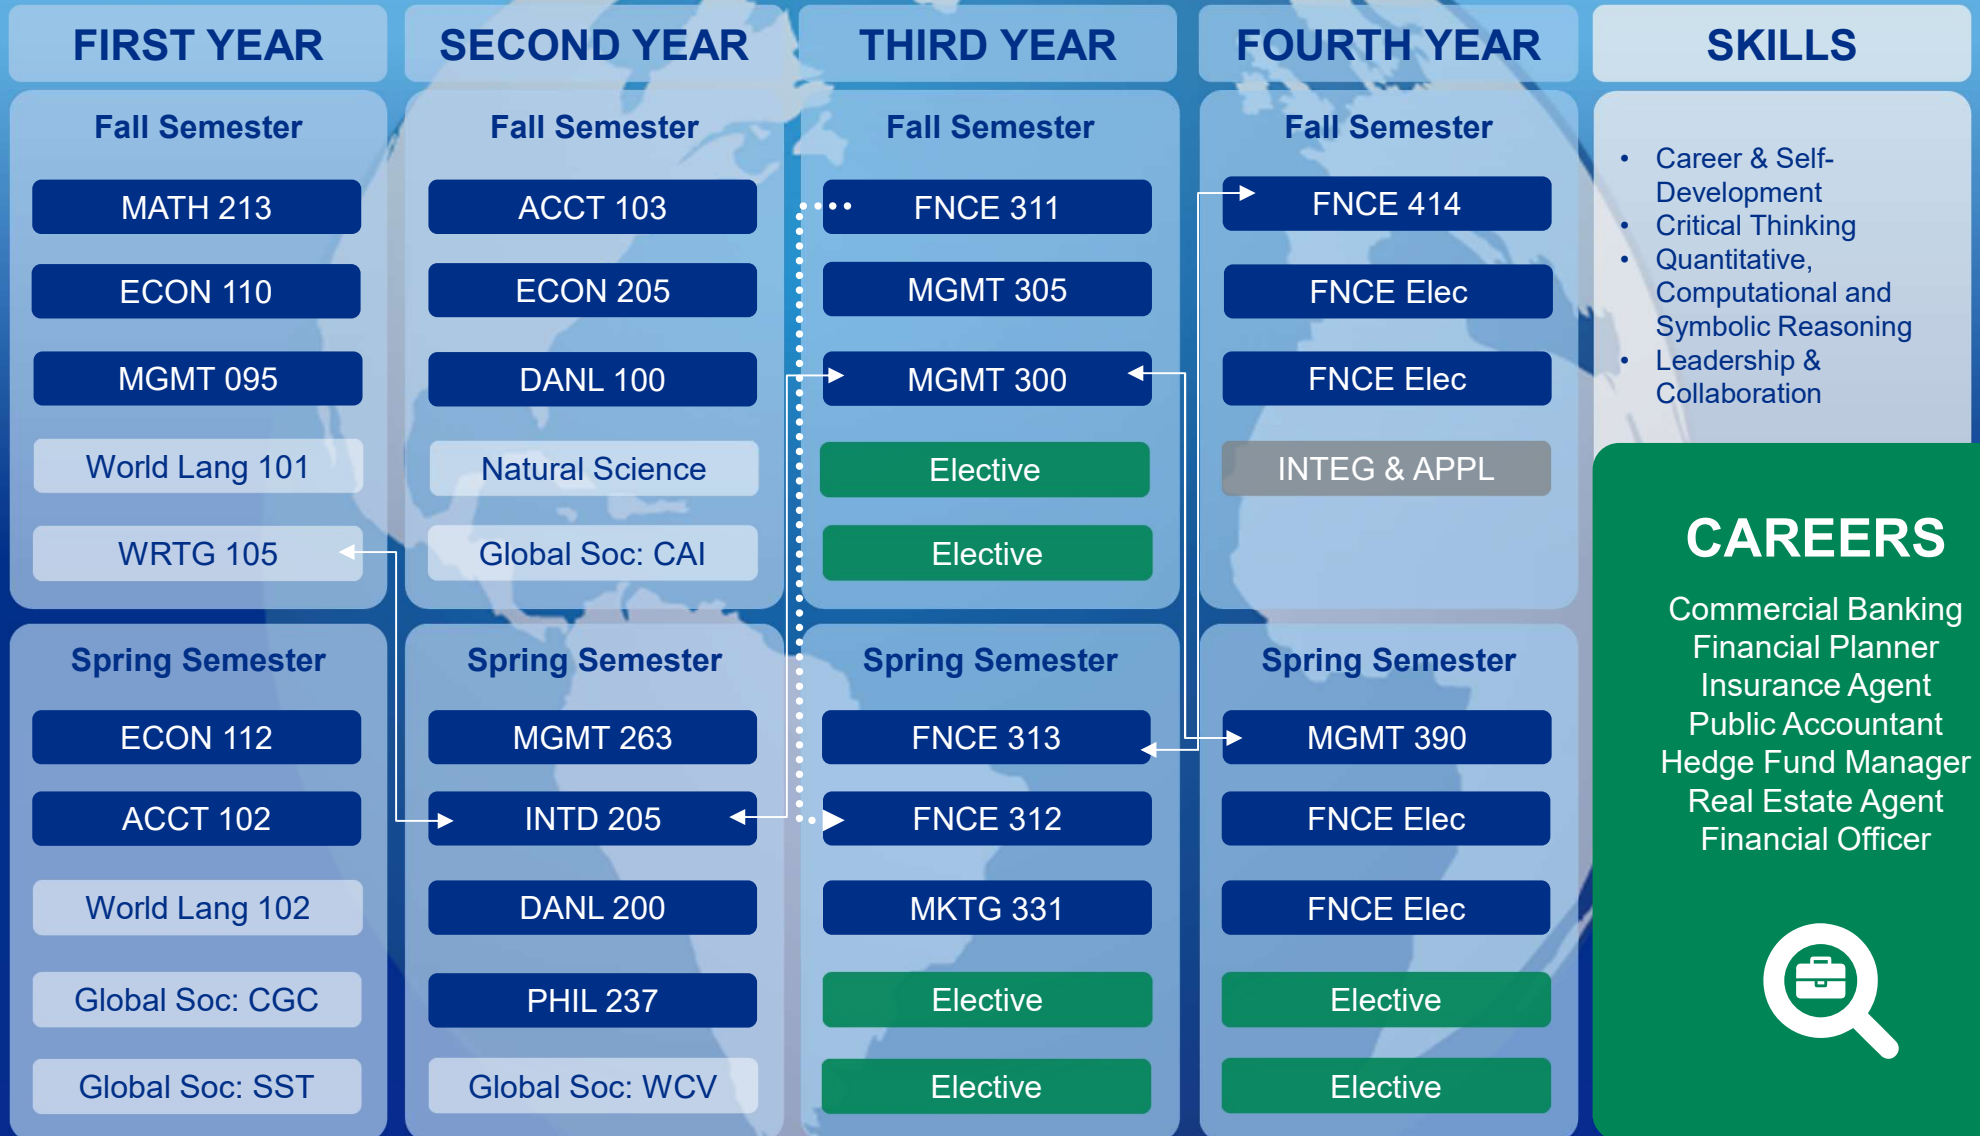 FIRST YEAR
Fall Semester
MATH 213
ECON 110
MGMT 095
World Lang 101
WRTG 105
Spring Semester
ECON 112
ACCT 102
World Lang 102
Global Soc: CGC
Global Soc: SST
SECOND YEAR
Fall Semester
ACCT 103
ECON 205
DANL 100
Natural Science
Global Soc: CAI
Spring Semester
MGMT 263
INTD 205
DANL 200
PHIL 237
Global Soc: WCV
THIRD YEAR
Fall Semester
FNCE 311
MGMT 305
MGMT 300
Elective
Elective
Spring Semester
FNCE 313
FNCE 312
MKTG 331
Elective
Elective
FOURTH YEAR
Fall Semester
FNCE 414
FNCE Elec
FNCE Elec
INTEG & APPL
Spring Semester
MGMT 390
FNCE Elec
FNCE Elec
Elective
Elective
SKILLS
• Career & Self-
Development
• Critical Thinking
• Quantitative,
Computational and
Symbolic Reasoning
• Leadership &
Collaboration
CAREERS
Commercial Banking
Financial Planner
Insurance Agent
Public Accountant
Hedge Fund Manager
Real Estate Agent
Financial Officer